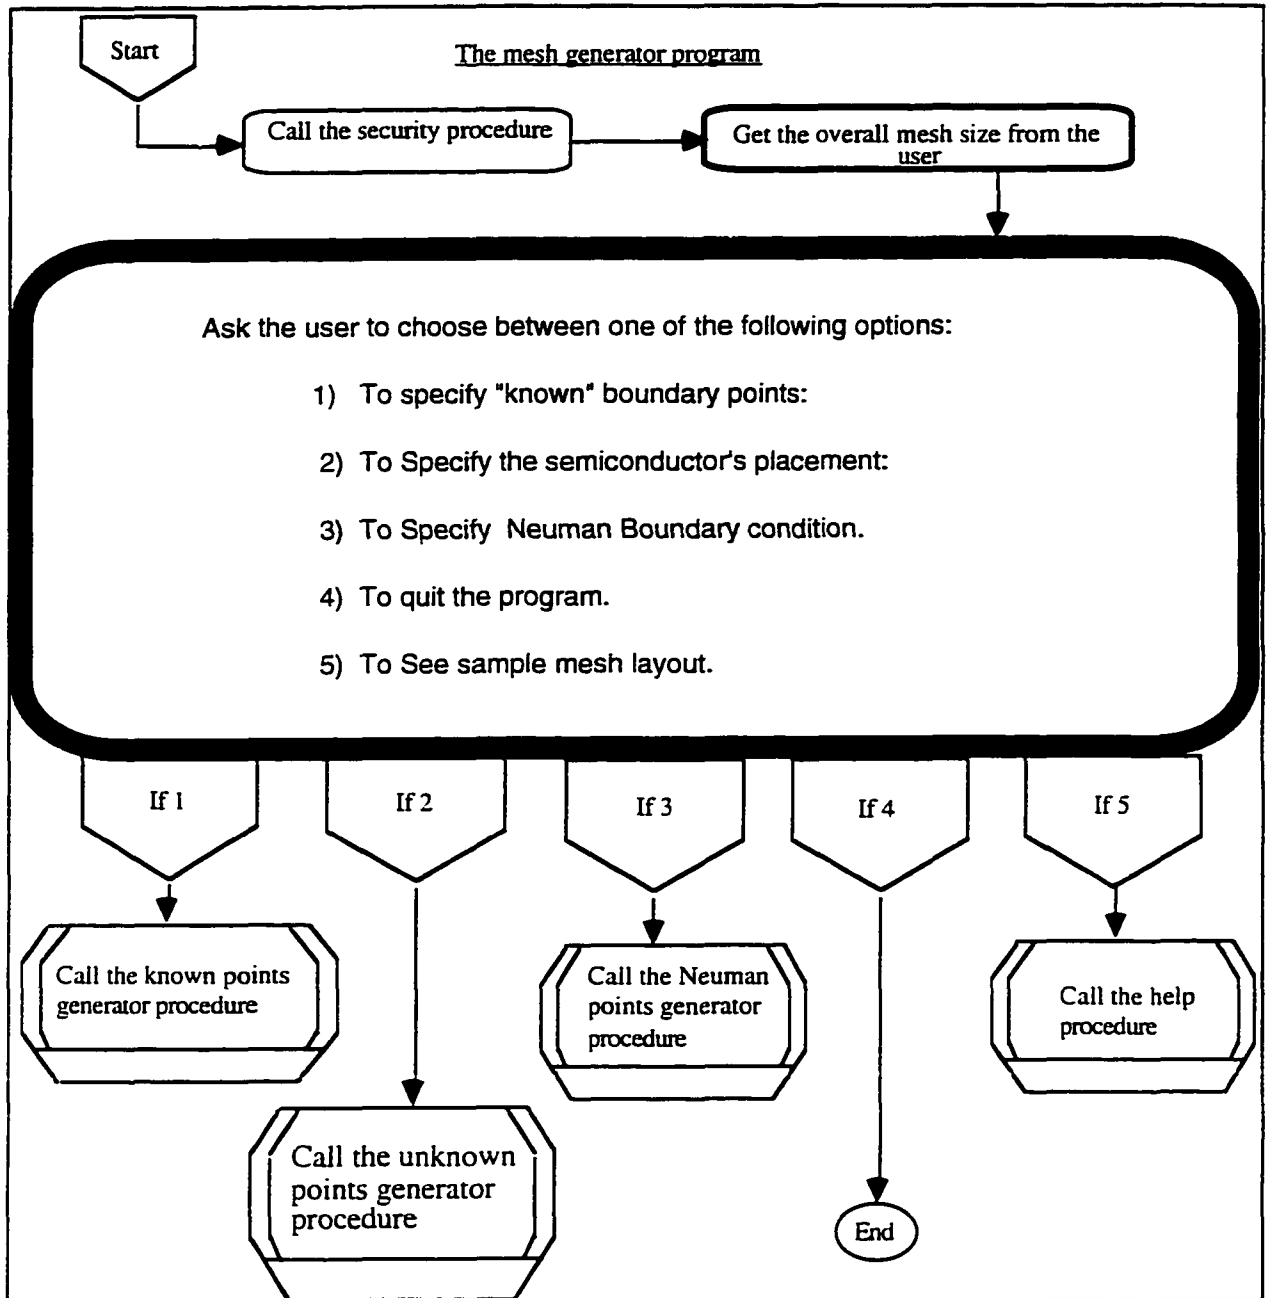 Start
The mesh generator program
Call the security procedure
Get the overall mesh size from the
user
Ask the user to choose between one of the following options:
1) To specify "known" boundary points:
2) To Specify the semiconductor's placement:
3) To Specify Neuman Boundary condition.
4) To quit the program.
5) To See sample mesh layout.
If 1
If 2
If 3
If 4
If 5
Call the known points
generator procedure
Call the unknown
points generator
procedure
Call the Neuman
points generator
procedure
End
Call the help
procedure